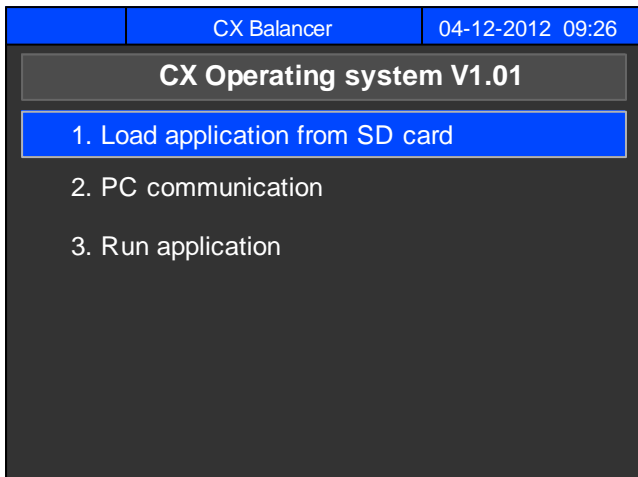 CX Balancer 04-12-2012 09:26
CX Operating system V1.01
1. Load application from SD card
2. PC communication
3. Run application